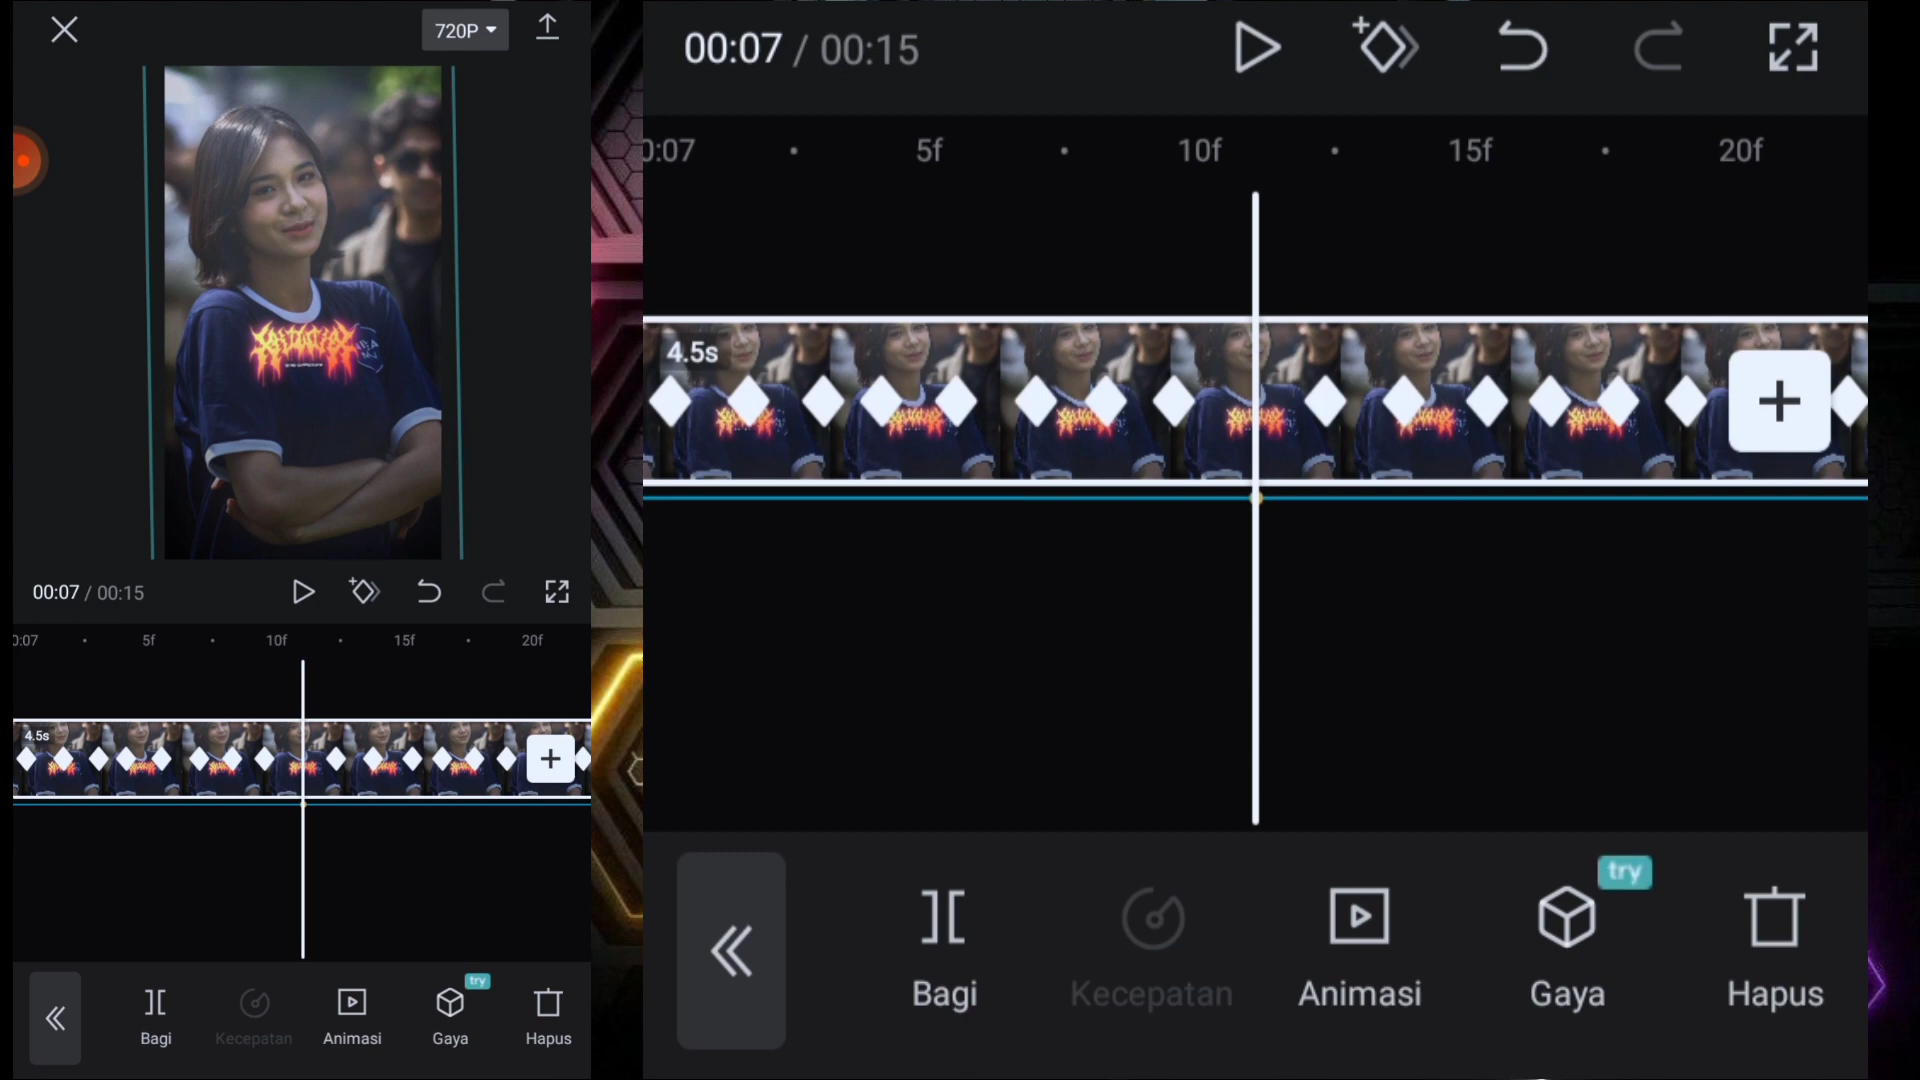 720P
00:07 / 00:15
0:07 5f 10f 15f 20f
4.5s
try
Bagi Kecepatan Animasi Gaya Hapus
00:07 / 00:15
0:07 5f 10f 15f 20f
4.5s
try
Bagi Kecepatan Animasi Gaya Hapus